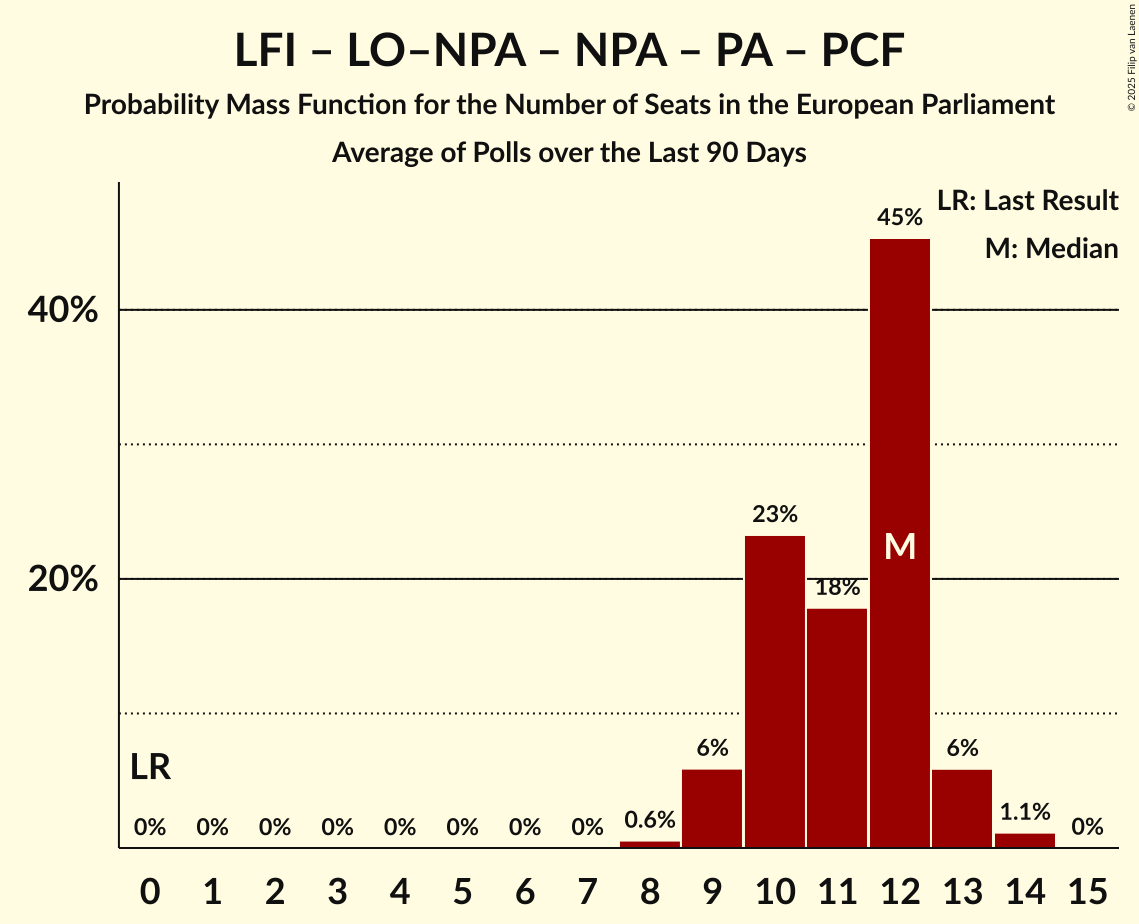 LFI – LO–NPA – NPA – PA – PCF
Probability Mass Function for the Number of Seats in the European Parliament
Average of Polls over the Last 90 Days
© 2025 Filip van Laenen
LR: Last Result
M: Median
45%
40%
23%
M
20%
18%
LR
6%
6%
0%
0%
0%
0%
0%
0%
0%
0%
0.6%
1.1%
0%
0 1 2 3 4 5 6 7 8 9 10 11 12 13 14 15